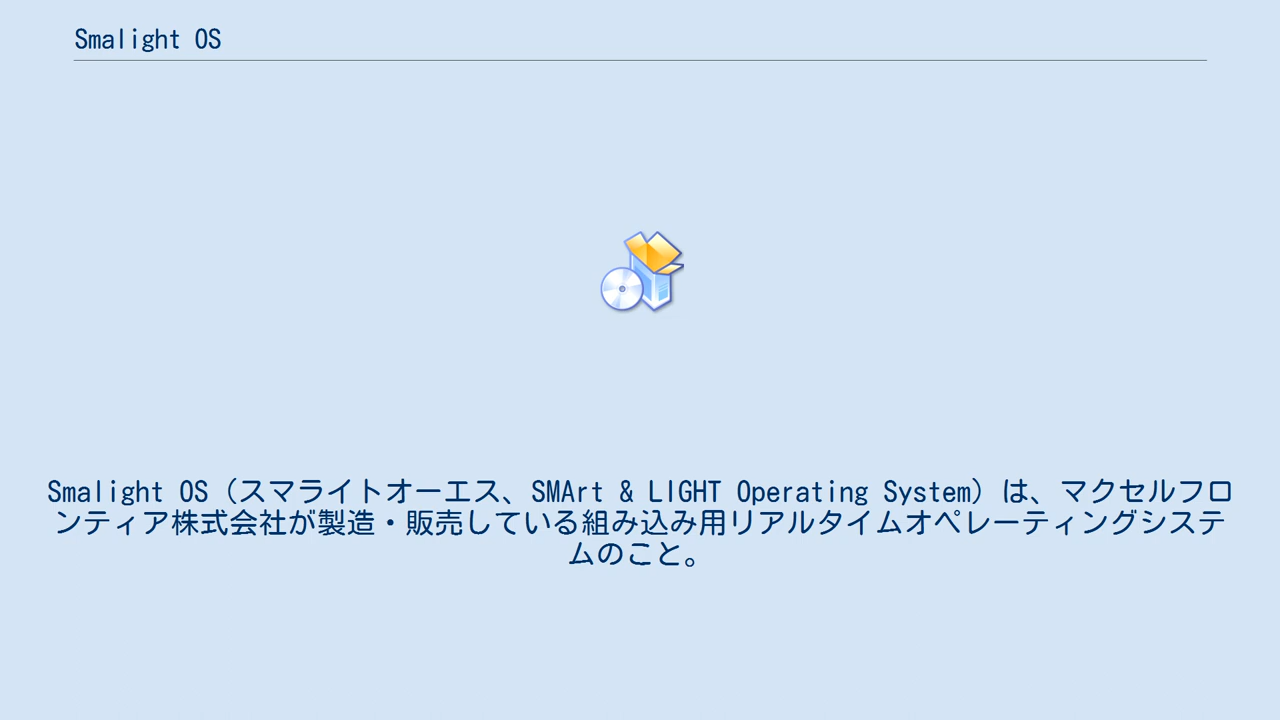 Smalight OS
Smalight OS（スマライトオーエス、SMArt & LIGHT Operating System）は、マクセルフロ
ンティア株式会社が製造・販売している組み込み用リアルタイムオペレーティングシステ
ムのこと。